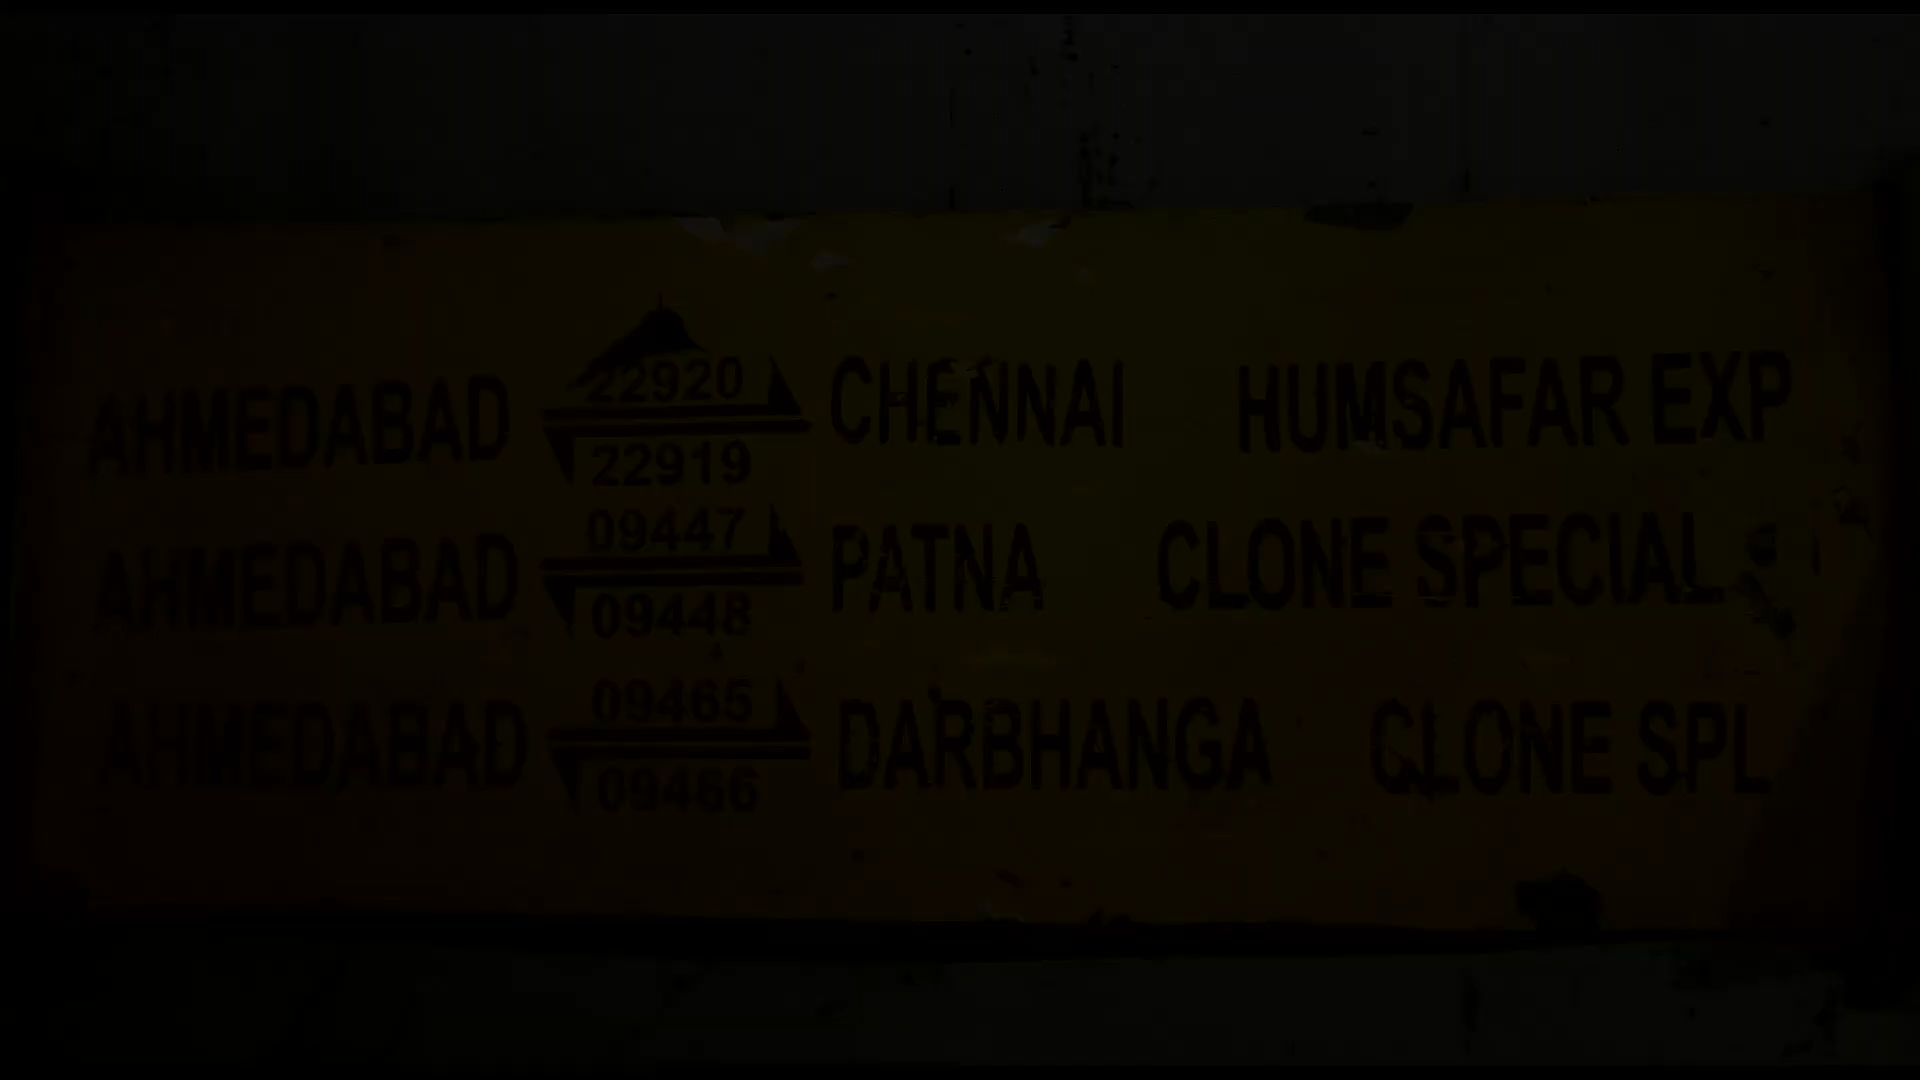 AHMEDABAD 22920 CHENNAI HUMSAFAR EXP
22919
AHMEDABAD 09447 PATNA CLONE SPECIAL
09448
AHMEDABAD 09465 DARBHANGA CLONE SPL
09466